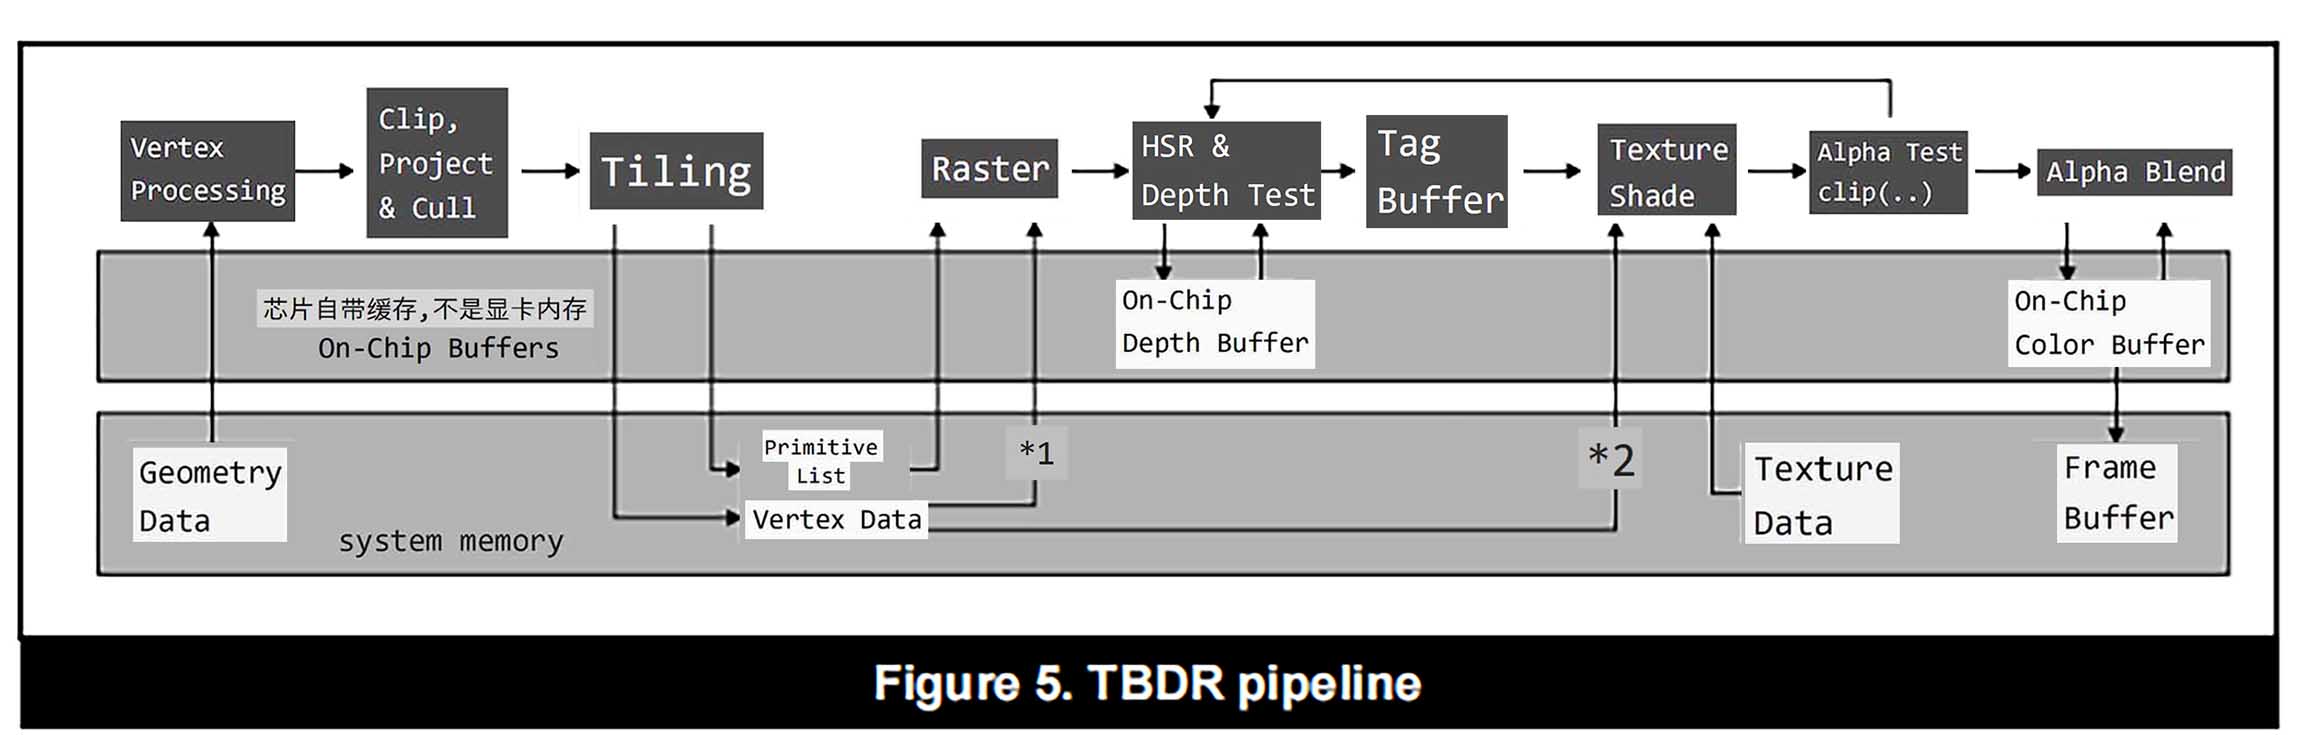 Vertex
Processing
Clip,
Project
& Cull
Tiling
Raster
HSR &
Depth Test
Tag
Buffer
Texture
Shade
Alpha Test
clip(..)
Alpha Blend
芯片自带缓存,不是显卡内存
On-Chip Buffers
On-Chip
Depth Buffer
On-Chip
Color Buffer
Geometry
Data
system memory
Primitive
List
Vertex Data
*1
*2
Texture
Data
Frame
Buffer
Figure 5. TBDR pipeline